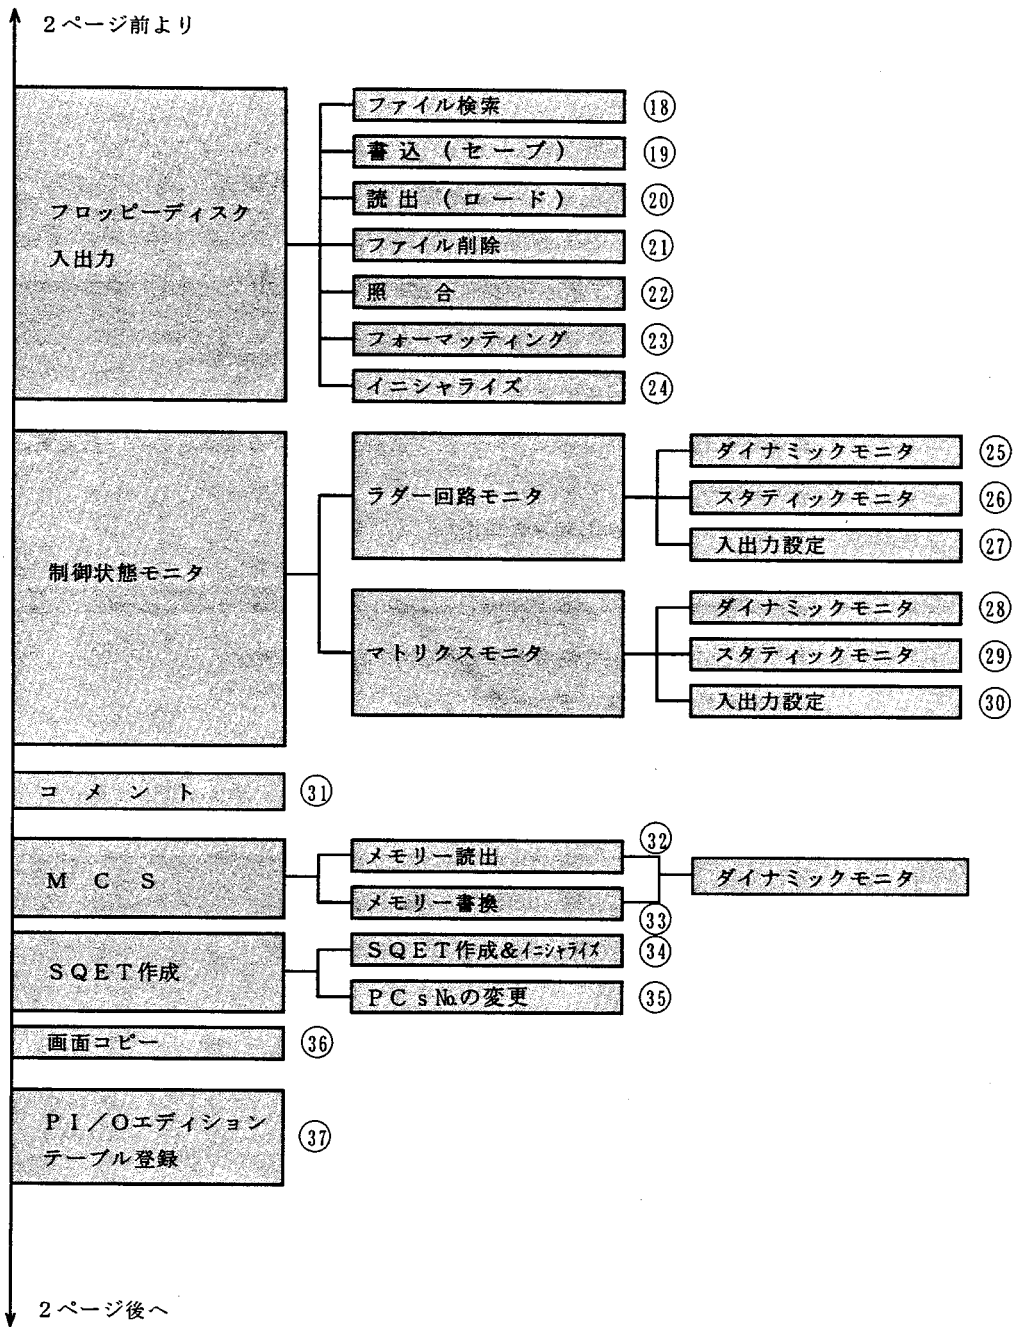 2ページ前より
フロッピーディスク
入出力
ファイル検索 ⑱
書込(セーブ) ⑲
読出(ロード) ⑳
ファイル削除 ㉑
照 合 ㉒
フォーマッティング ㉓
イニシャライズ ㉔
制御状態モニタ
ラダー回路モニタ
ダイナミックモニタ ㉕
スタティックモニタ ㉖
入出力設定 ㉗
マトリクスモニタ
ダイナミックモニタ ㉘
スタティックモニタ ㉙
入出力設定 ㉚
コメント ㉛
MCS
メモリー読出 ㉜
メモリー書換 ㉝
ダイナミックモニタ
SQET作成
SQET作成&イニシャライズ ㉞
PCs№の変更 ㉟
画面コピー ㊱
PI/Oエディション
テーブル登録 ㊲
2ページ後へ